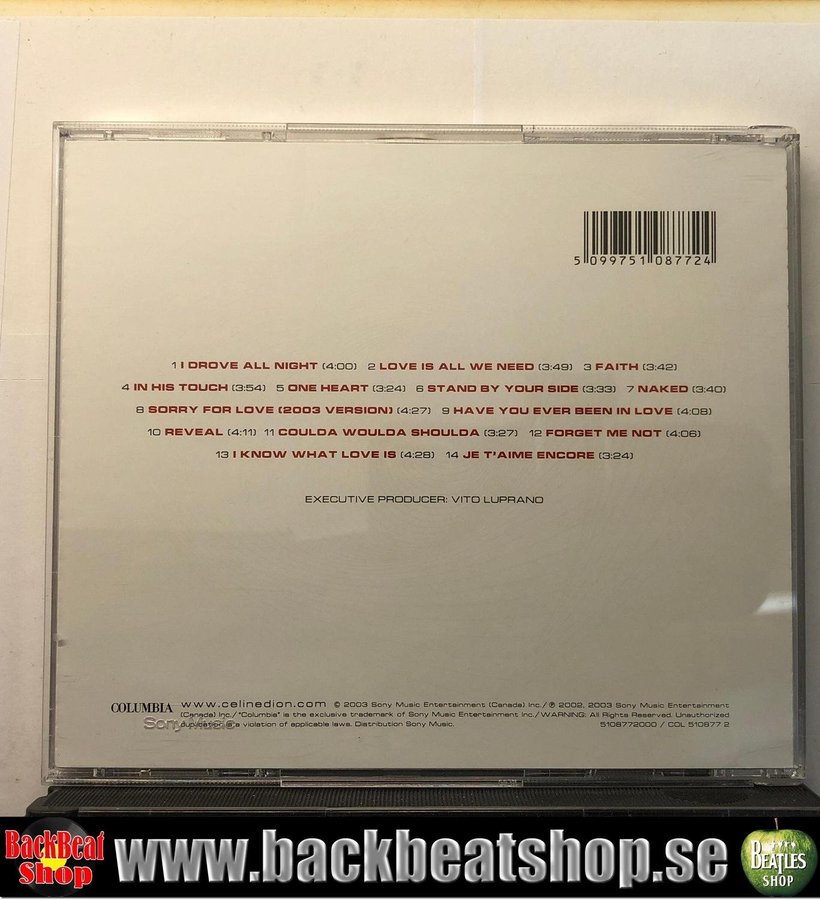 5 099751 087724
1 I DROVE ALL NIGHT (4:00) 2 LOVE IS ALL WE NEED (3:49) 3 FAITH (3:42)
4 IN HIS TOUCH (3:54) 5 ONE HEART (3:24) 6 STAND BY YOUR SIDE (3:33) 7 NAKED (3:40)
8 SORRY FOR LOVE (2003 VERSION) (4:27) 9 HAVE YOU EVER BEEN IN LOVE (4:08)
10 REVEAL (4:11) 11 COULDA WOULDA SHOULDA (3:27) 12 FORGET ME NOT (4:06)
13 I KNOW WHAT LOVE IS (4:28) 14 JE T'AIME ENCORE (3:24)
EXECUTIVE PRODUCER: VITO LUPRANO
COLUMBIA www.celinedion.com © 2003 Sony Music Entertainment (Canada) Inc./ ℗ 2002, 2003 Sony Music Entertainment
(Canada) Inc./ "Columbia" is the exclusive trademark of Sony Music Entertainment Inc./ WARNING: All Rights Reserved. Unauthorized
Sony Music duplication is a violation of applicable laws. Distribution Sony Music. 5108772000 / COL 510877 2
BackBeat Shop www.backbeatshop.se BEATLES SHOP